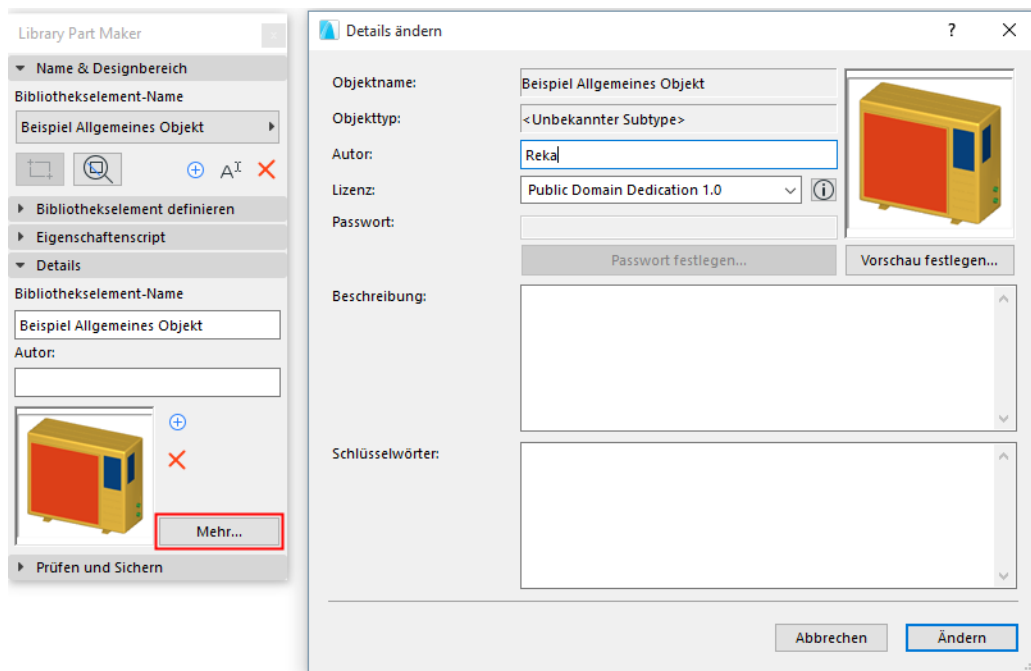 Library Part Maker
Name & Designbereich
Bibliothekselement-Name
Beispiel Allgemeines Objekt
Bibliothekselement definieren
Eigenschaftenscript
Details
Bibliothekselement-Name
Beispiel Allgemeines Objekt
Autor:
Mehr...
Prüfen und Sichern
Details ändern
Objektname:
Beispiel Allgemeines Objekt
Objekttyp:
<Unbekannter Subtype>
Autor:
Reka
Lizenz:
Public Domain Dedication 1.0
Passwort:
Passwort festlegen...
Vorschau festlegen...
Beschreibung:
Schlüsselwörter:
Abbrechen
Ändern